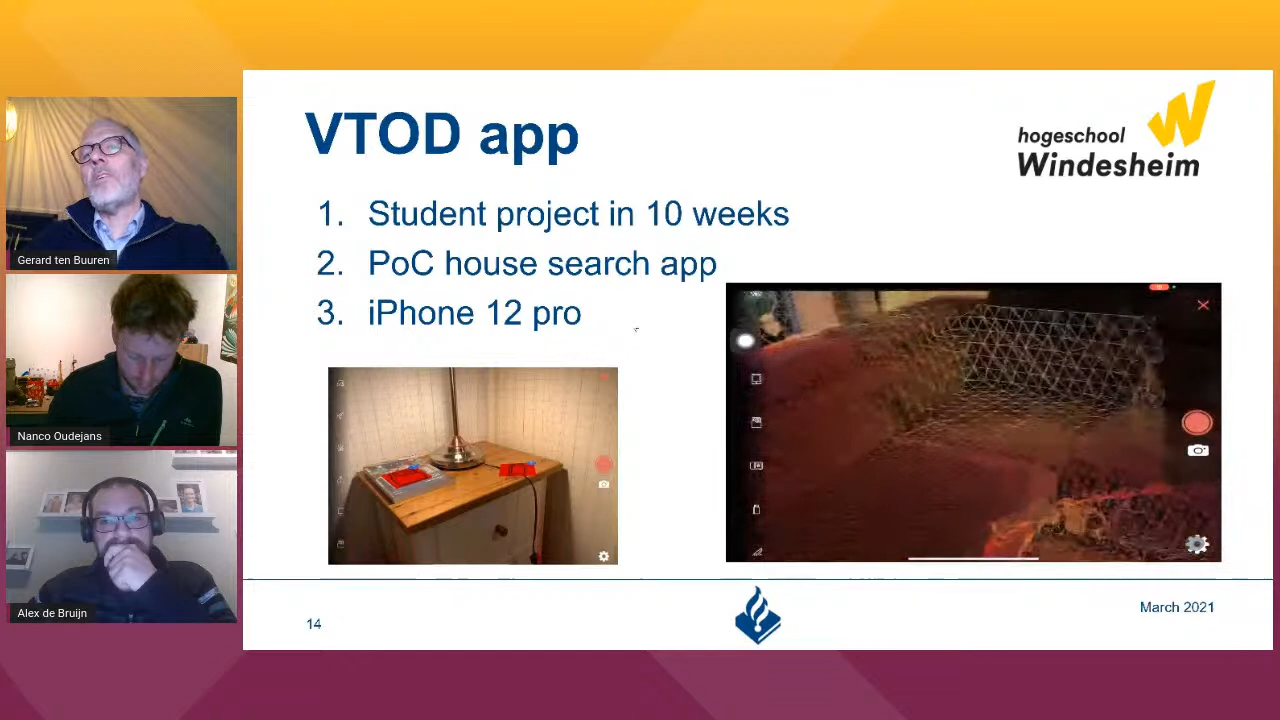 VTOD app
hogeschool
Windesheim
1. Student project in 10 weeks
2. PoC house search app
3. iPhone 12 pro
Gerard ten Buuren
Nanco Oudejans
Alex de Bruijn
14
March 2021